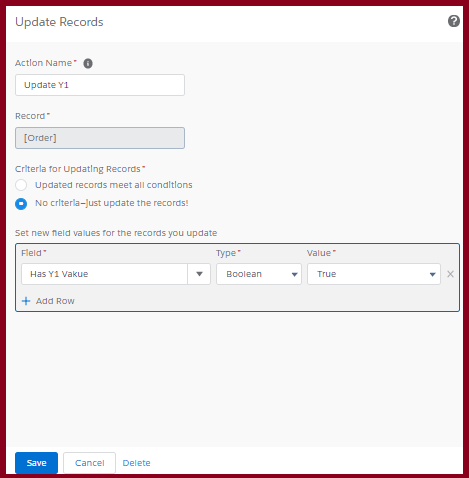 Update Records
Action Name*
Update Y1
Record*
[Order]
Criteria for Updating Records*
Updated records meet all conditions
No criteria—just update the records!
Set new field values for the records you update
Field* Type* Value*
Has Y1 Vakue Boolean True
+ Add Row
Save Cancel Delete